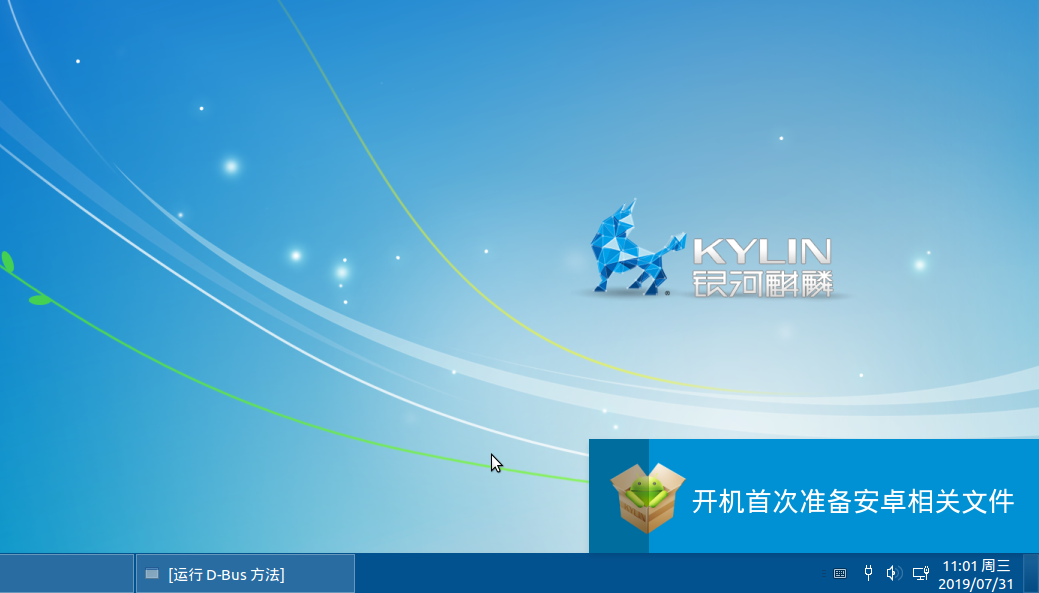 KYLIN
银河麒麟
®
KYLIN
开机首次准备安卓相关文件
[运行 D-Bus 方法]
11:01 周三
2019/07/31